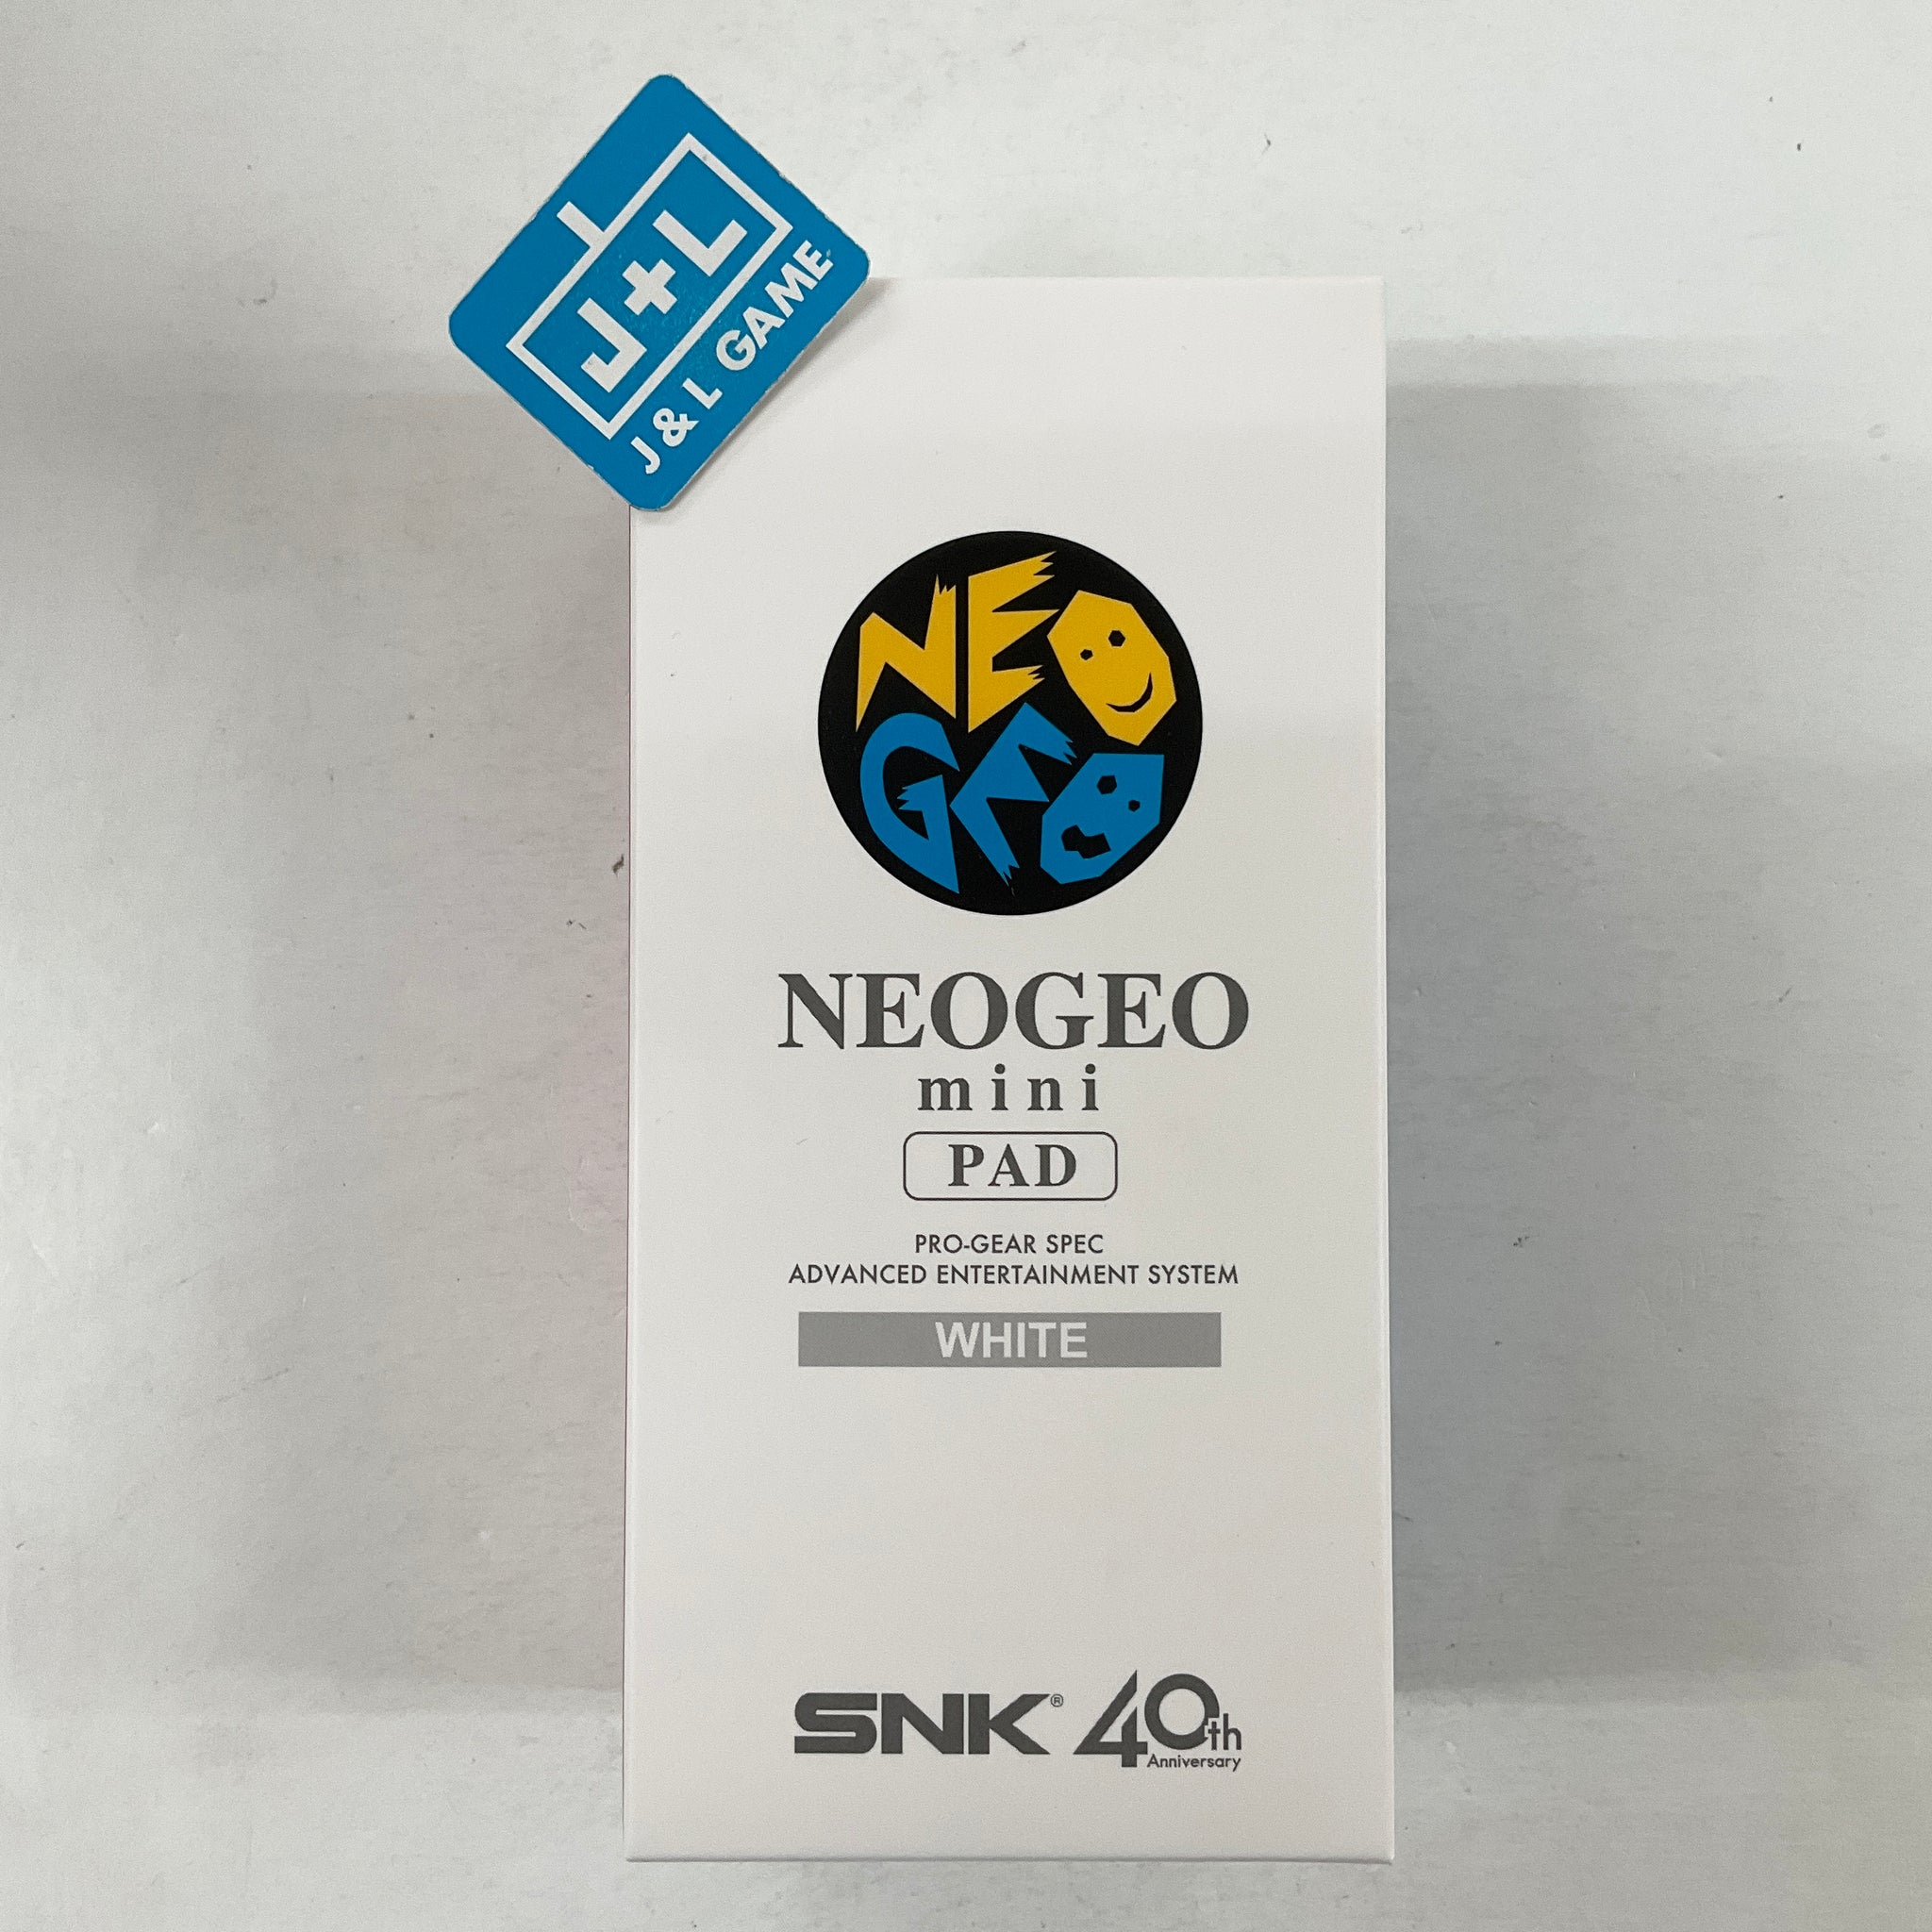 J+L
J & L GAME
NEO
GEO
NEOGEO
mini
PAD
PRO-GEAR SPEC
ADVANCED ENTERTAINMENT SYSTEM
WHITE
SNK® 40th
Anniversary